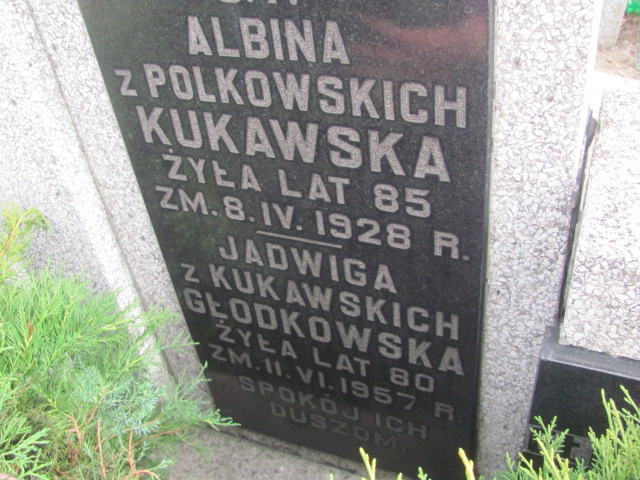 ALBINA
Z POLKOWSKICH
KUKAWSKA
ŻYŁA LAT 85
ZM. 8. IV. 1928 R.
JADWIGA
Z KUKAWSKICH
GŁODKOWSKA
ŻYŁA LAT 80
ZM. 11. VI. 1957 R.
SPOKÓJ ICH
DUSZOM